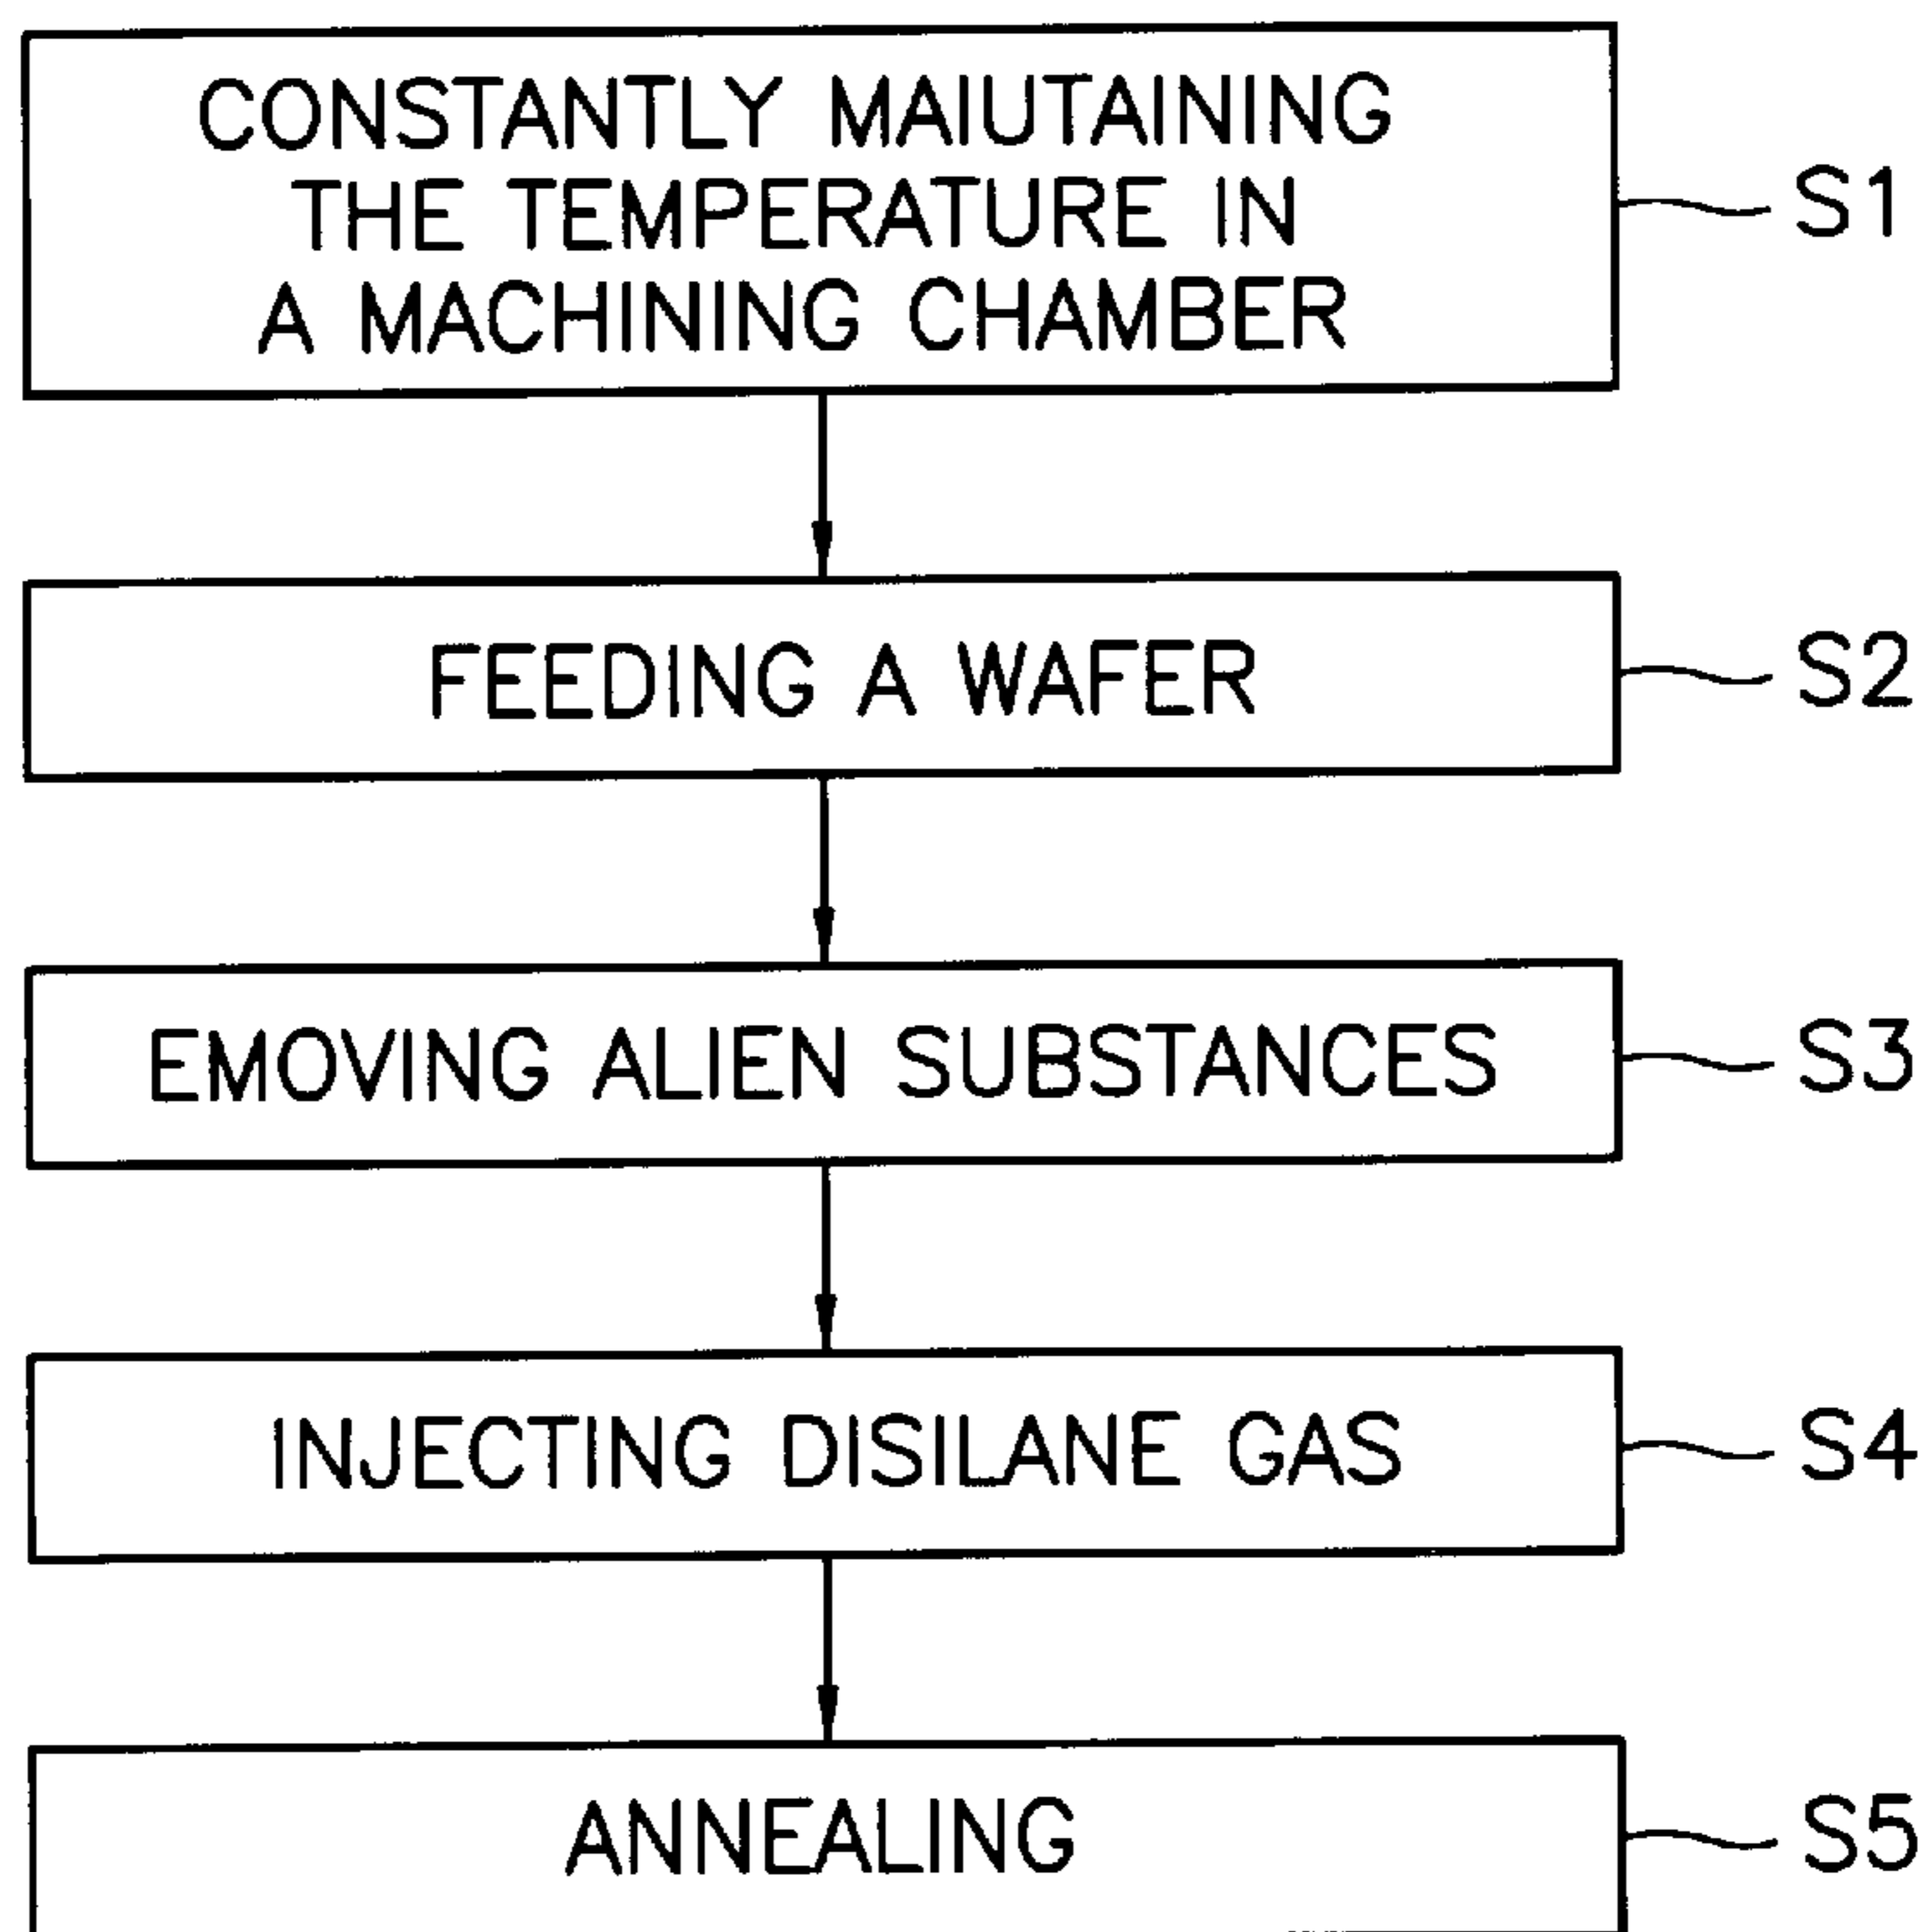 CONSTANTLY MAIUTAINING
THE TEMPERATURE IN
A MACHINING CHAMBER
S1
FEEDING A WAFER
S2
EMOVING ALIEN SUBSTANCES
S3
INJECTING DISILANE GAS
S4
ANNEALING
S5